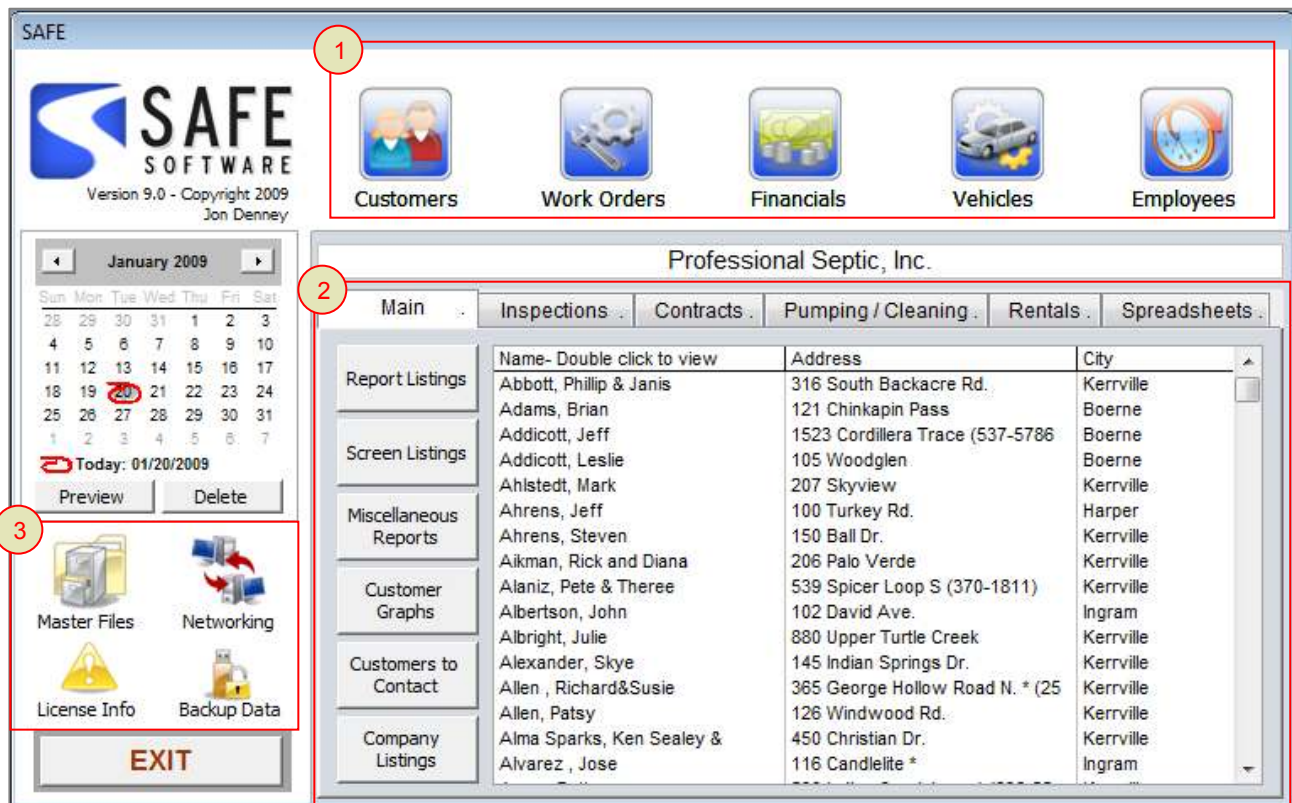 SAFE
1
SAFE
SOFTWARE
Version 9.0 - Copyright 2009
Jon Denney
Customers
Work Orders
Financials
Vehicles
Employees
January 2009
Sun Mon Tue Wed Thu Fri Sat
28 29 30 31 1 2 3
4 5 6 7 8 9 10
11 12 13 14 15 16 17
18 19 20 21 22 23 24
25 26 27 28 29 30 31
1 2 3 4 5 6 7
Today: 01/20/2009
Preview
Delete
3
Master Files
Networking
License Info
Backup Data
EXIT
Professional Septic, Inc.
2
Main .
Inspections .
Contracts .
Pumping / Cleaning .
Rentals .
Spreadsheets .
Report Listings
Screen Listings
Miscellaneous
Reports
Customer
Graphs
Customers to
Contact
Company
Listings
Name- Double click to view Address City
Abbott, Phillip & Janis 316 South Backacre Rd. Kerrville
Adams, Brian 121 Chinkapin Pass Boerne
Addicott, Jeff 1523 Cordillera Trace (537-5786 Boerne
Addicott, Leslie 105 Woodglen Boerne
Ahlstedt, Mark 207 Skyview Kerrville
Ahrens, Jeff 100 Turkey Rd. Harper
Ahrens, Steven 150 Ball Dr. Kerrville
Aikman, Rick and Diana 206 Palo Verde Kerrville
Alaniz, Pete & Theree 539 Spicer Loop S (370-1811) Kerrville
Albertson, John 102 David Ave. Ingram
Albright, Julie 880 Upper Turtle Creek Kerrville
Alexander, Skye 145 Indian Springs Dr. Kerrville
Allen , Richard&Susie 365 George Hollow Road N. * (25 Kerrville
Allen, Patsy 126 Windwood Rd. Kerrville
Alma Sparks, Ken Sealey & 450 Christian Dr. Kerrville
Alvarez , Jose 116 Candlelite * Ingram